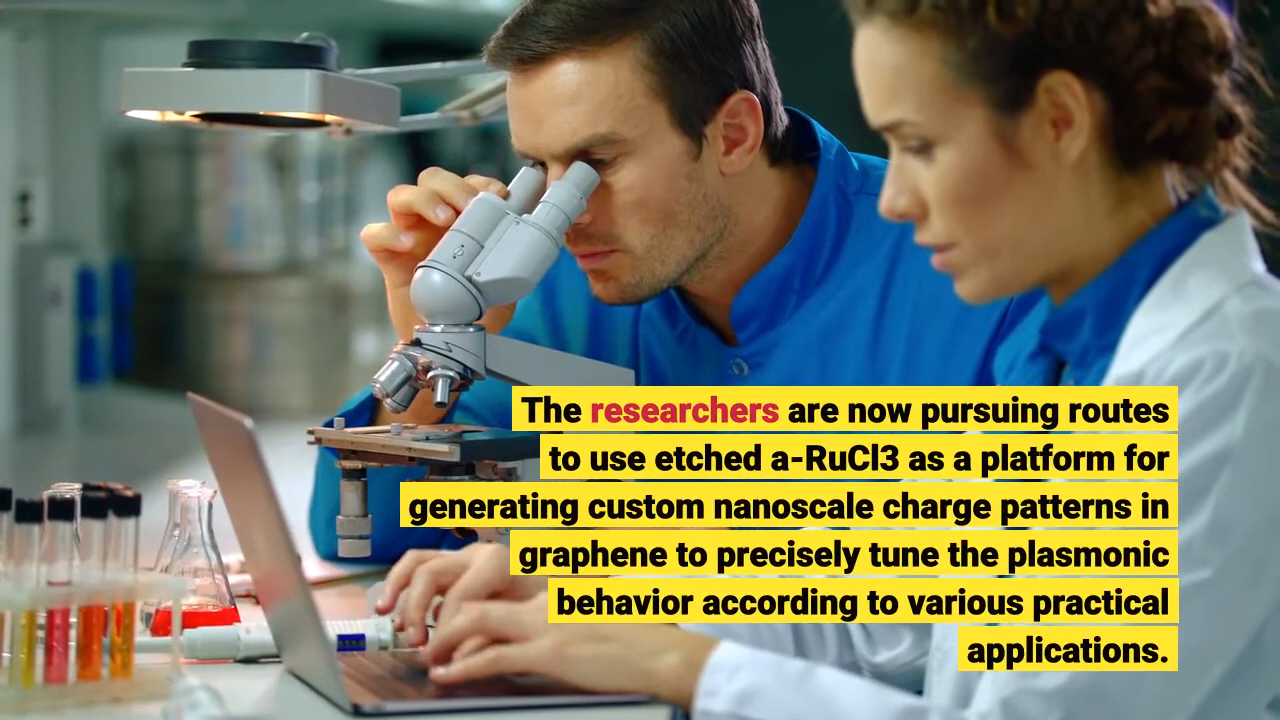 The researchers are now pursuing routes
to use etched a-RuCl3 as a platform for
generating custom nanoscale charge patterns in
graphene to precisely tune the plasmonic
behavior according to various practical
applications.